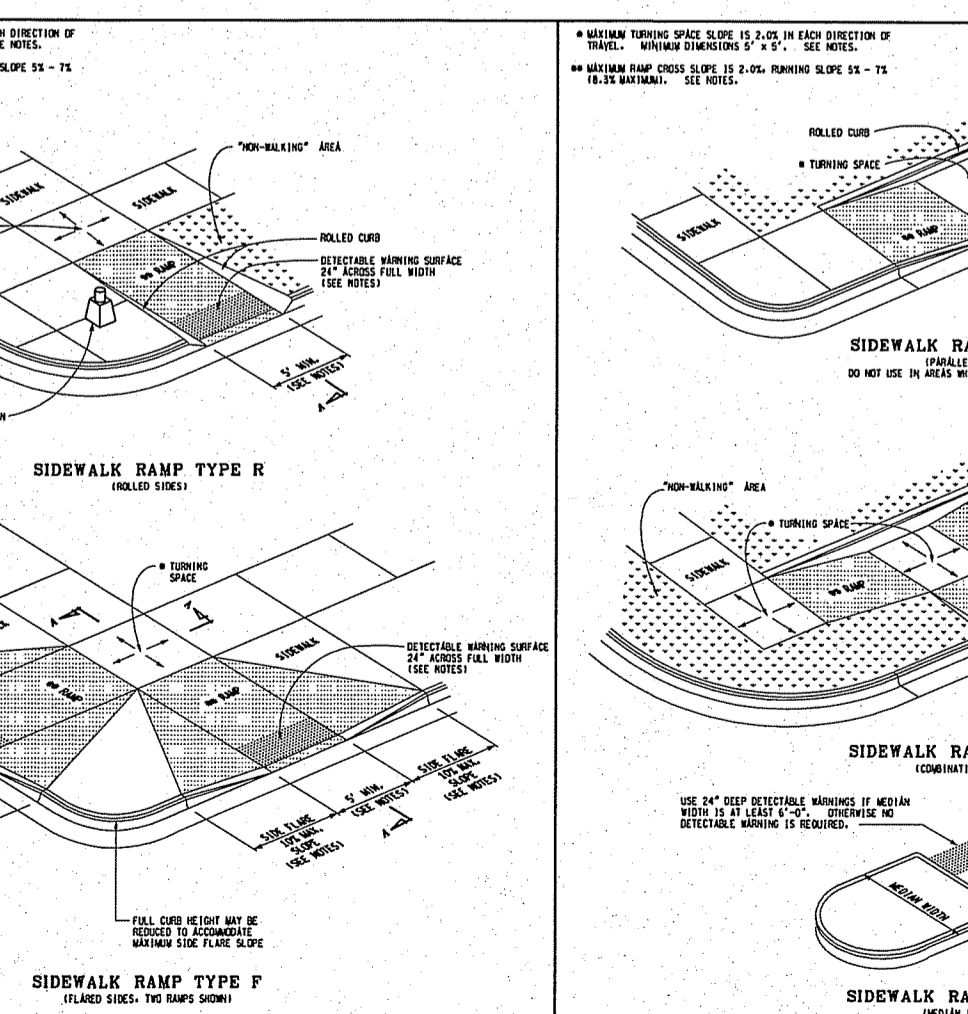 H DIRECTION OF
E NOTES.
SLOPE 5% - 7%
"NON-WALKING" AREA
SIDEWALK
SIDEWALK
ROLLED CURB
DETECTABLE WARNING SURFACE
24" ACROSS FULL WIDTH
(SEE NOTES)
•• RAMP
5' MIN.
(SEE NOTES)
A
N
SIDEWALK RAMP TYPE R
(ROLLED SIDES)
• TURNING
SPACE
A
A
SIDEWALK
DETECTABLE WARNING SURFACE
24" ACROSS FULL WIDTH
(SEE NOTES)
•• RAMP
•• RAMP
SIDE FLARE
10% MAX.
SLOPE
(SEE NOTES)
5' MIN.
(SEE NOTES)
SIDE FLARE
10% MAX.
SLOPE
(SEE NOTES)
A
FULL CURB HEIGHT MAY BE
REDUCED TO ACCOMMODATE
MAXIMUM SIDE FLARE SLOPE
SIDEWALK RAMP TYPE F
(FLARED SIDES, TWO RAMPS SHOWN)
• MAXIMUM TURNING SPACE SLOPE IS 2.0% IN EACH DIRECTION OF
TRAVEL. MINIMUM DIMENSIONS 5' x 5'. SEE NOTES.
•• MAXIMUM RAMP CROSS SLOPE IS 2.0%, RUNNING SLOPE 5% - 7%
(8.3% MAXIMUM). SEE NOTES.
ROLLED CURB
• TURNING SPACE
SIDEWALK
•• RAMP
SIDEWALK RA
(PARALLE
DO NOT USE IN AREAS WH
"NON-WALKING" AREA
• TURNING SPACE
SIDEWALK
•• RAMP
SIDEWALK RA
(COMBINATI
USE 24" DEEP DETECTABLE WARNINGS IF MEDIAN
WIDTH IS AT LEAST 6'-0". OTHERWISE NO
DETECTABLE WARNING IS REQUIRED.
MEDIAN WIDTH
SIDEWALK RA
(MEDIAN